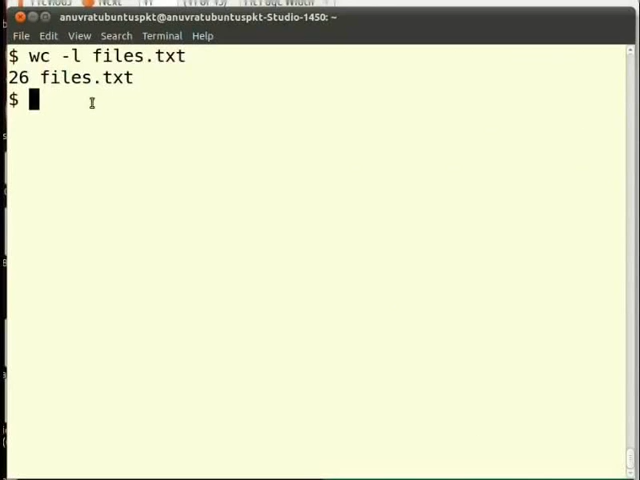 anuvratubuntuspkt@anuvratubuntuspkt-Studio-1450: ~
File Edit View Search Terminal Help
$ wc -l files.txt
26 files.txt
$